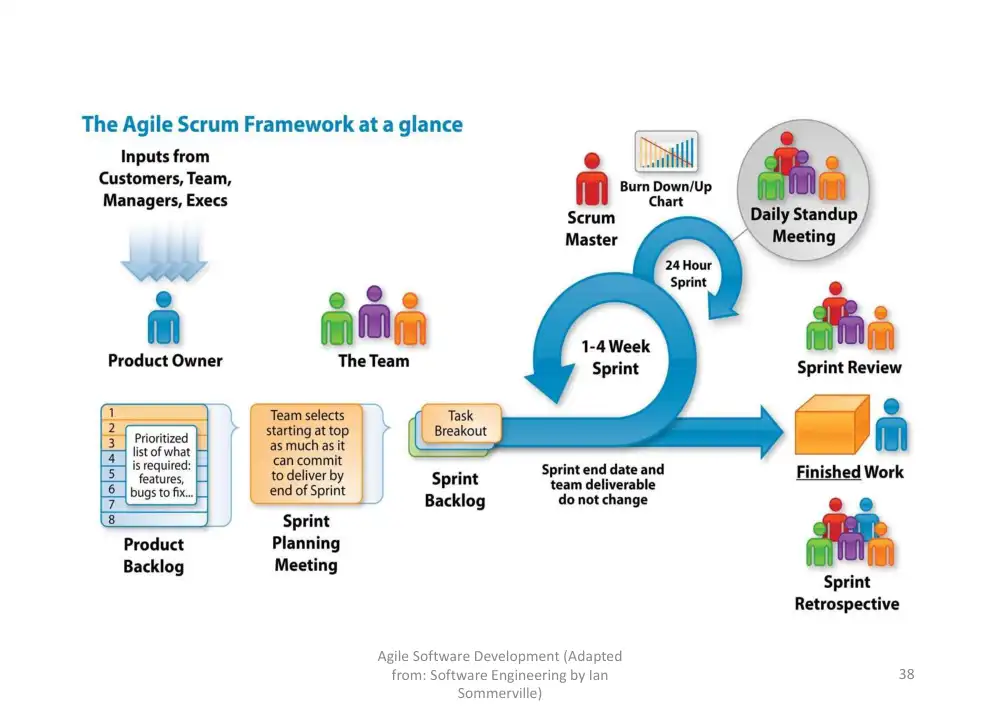 The Agile Scrum Framework at a glance
Inputs from
Customers, Team,
Managers, Execs
Product Owner
The Team
Scrum
Master
Burn Down/Up
Chart
Daily Standup
Meeting
24 Hour
Sprint
1-4 Week
Sprint
Sprint Review
1
2
3
4
5
6
7
8
Prioritized
list of what
is required:
features,
bugs to fix...
Product
Backlog
Team selects
starting at top
as much as it
can commit
to deliver by
end of Sprint
Sprint
Planning
Meeting
Task
Breakout
Sprint
Backlog
Sprint end date and
team deliverable
do not change
Finished Work
Sprint
Retrospective
Agile Software Development (Adapted
from: Software Engineering by Ian
Sommerville)
38